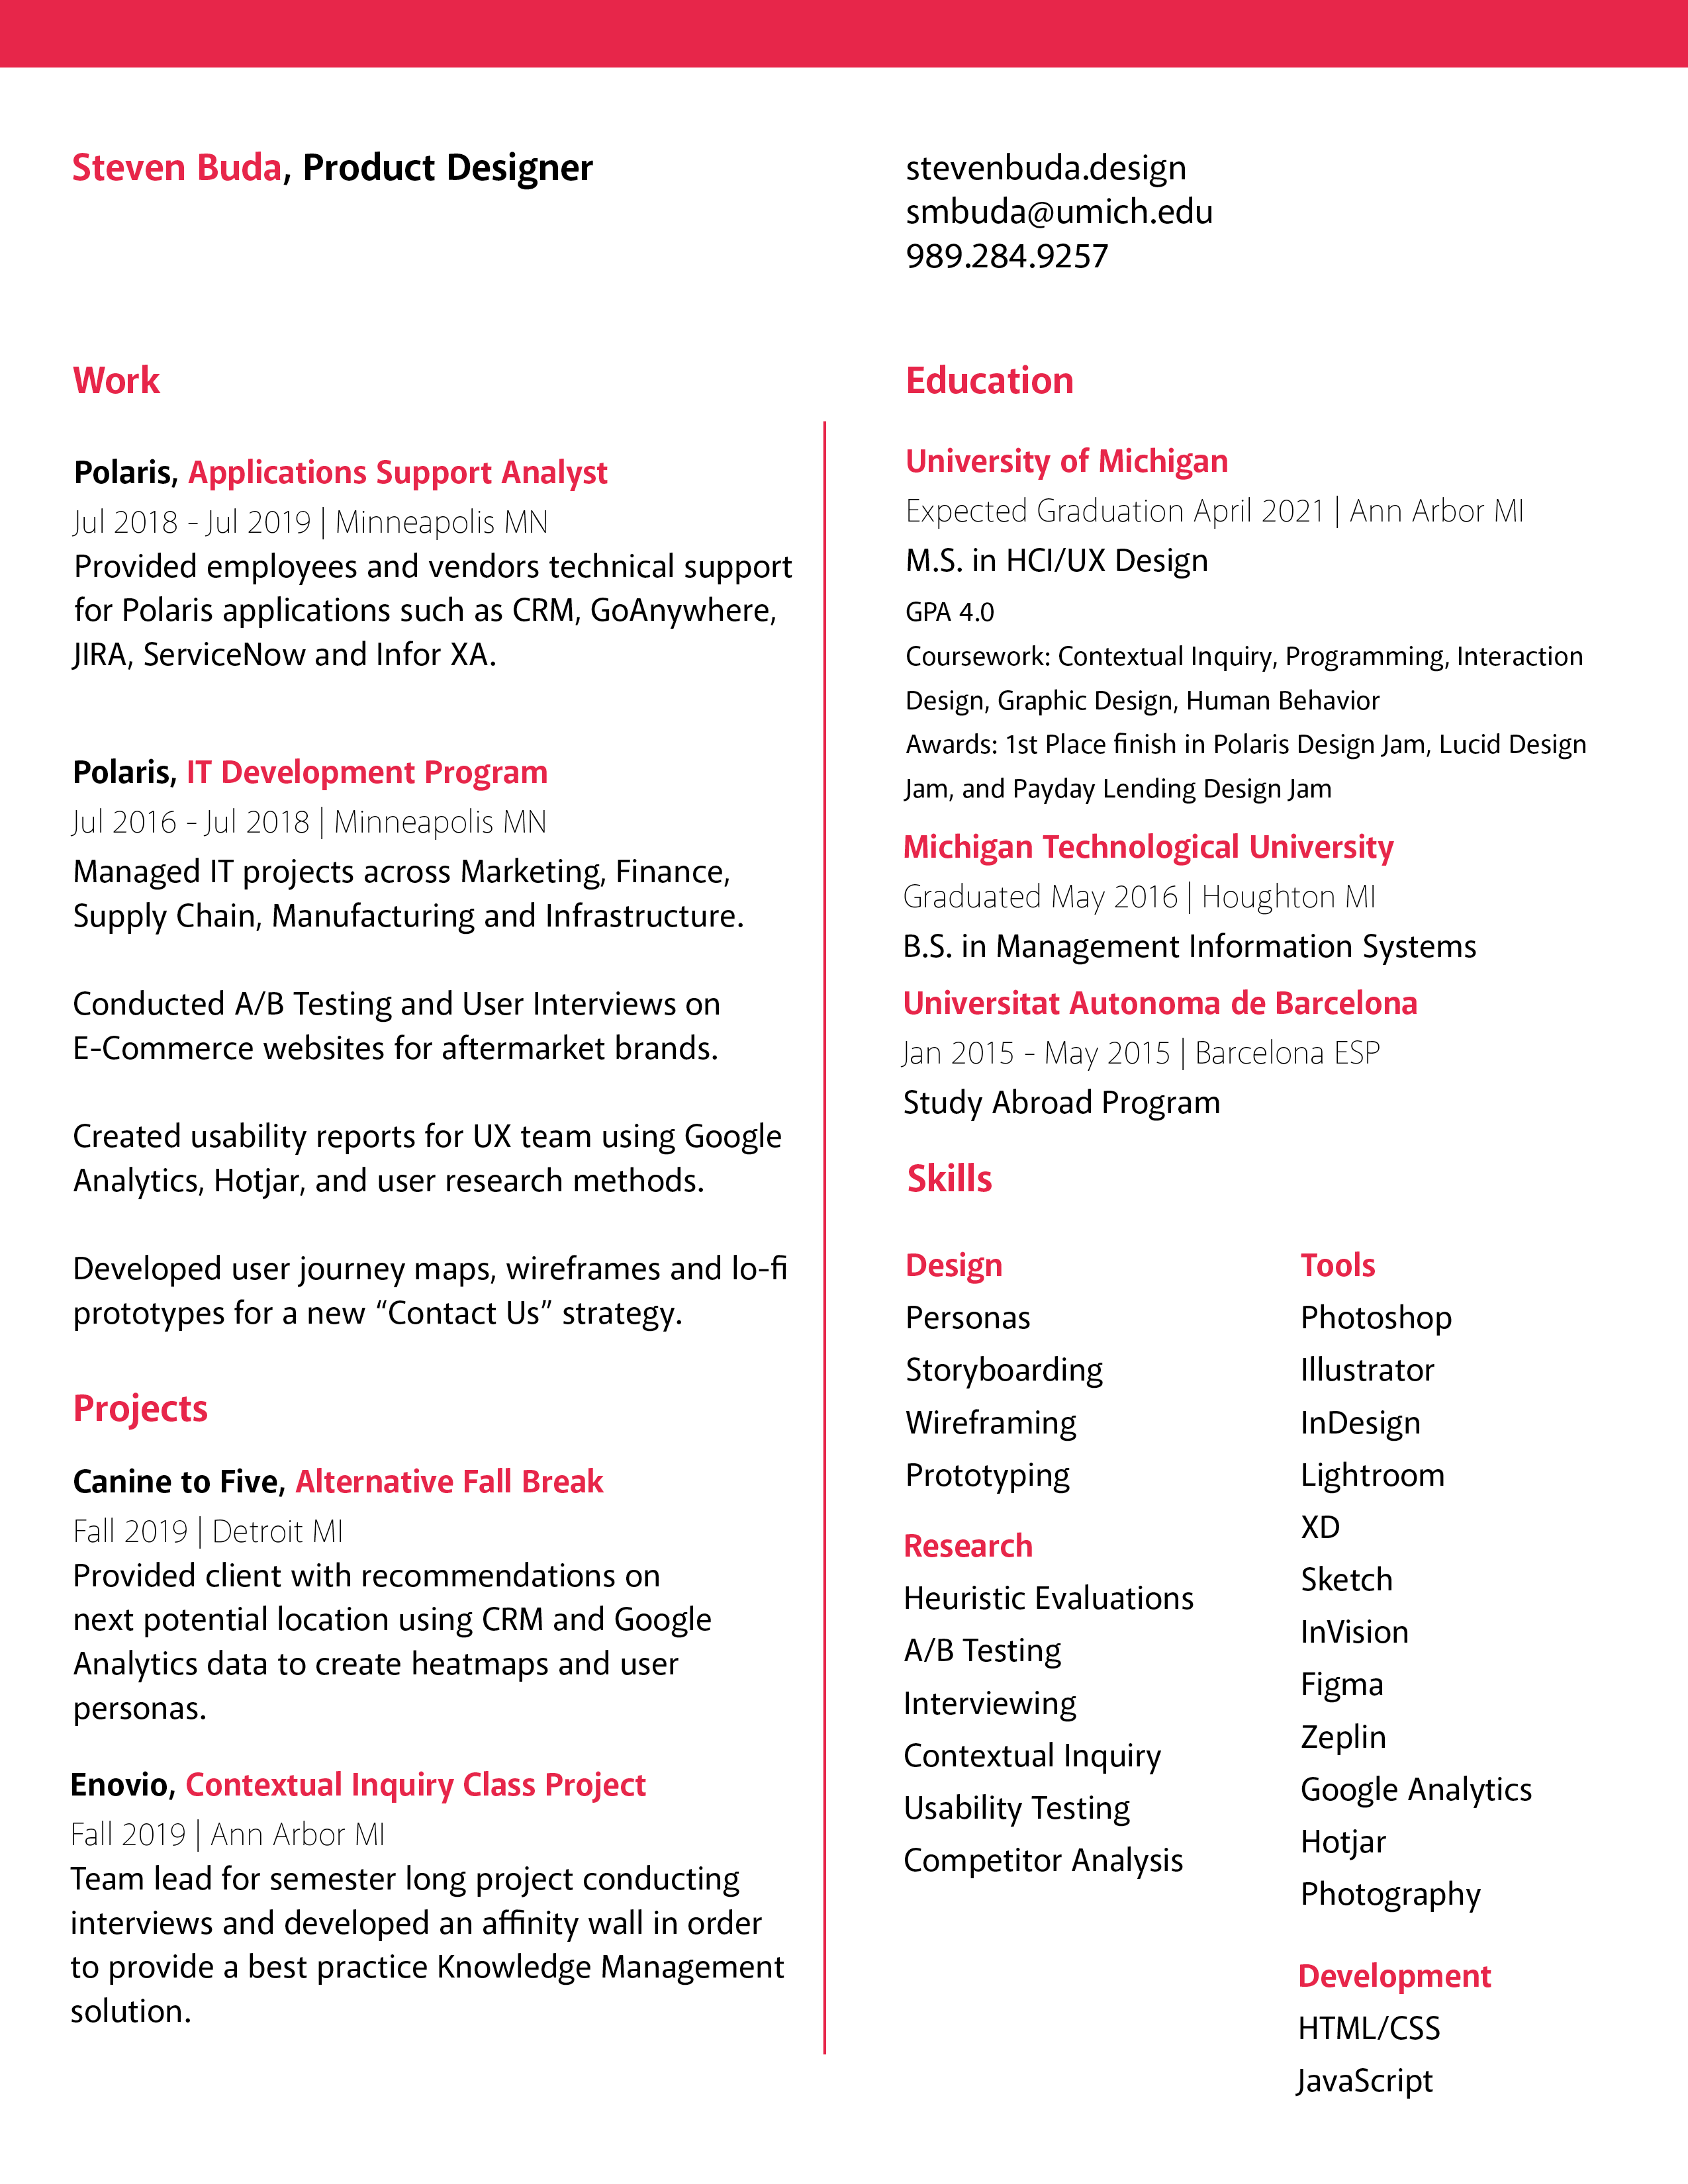 Steven Buda, Product Designer
stevenbuda.design
smbuda@umich.edu
989.284.9257
Work
Polaris, Applications Support Analyst
Jul 2018 - Jul 2019 | Minneapolis MN
Provided employees and vendors technical support
for Polaris applications such as CRM, GoAnywhere,
JIRA, ServiceNow and Infor XA.
Polaris, IT Development Program
Jul 2016 - Jul 2018 | Minneapolis MN
Managed IT projects across Marketing, Finance,
Supply Chain, Manufacturing and Infrastructure.
Conducted A/B Testing and User Interviews on
E-Commerce websites for aftermarket brands.
Created usability reports for UX team using Google
Analytics, Hotjar, and user research methods.
Developed user journey maps, wireframes and lo-fi
prototypes for a new “Contact Us” strategy.
Projects
Canine to Five, Alternative Fall Break
Fall 2019 | Detroit MI
Provided client with recommendations on
next potential location using CRM and Google
Analytics data to create heatmaps and user
personas.
Enovio, Contextual Inquiry Class Project
Fall 2019 | Ann Arbor MI
Team lead for semester long project conducting
interviews and developed an affinity wall in order
to provide a best practice Knowledge Management
solution.
Education
University of Michigan
Expected Graduation April 2021 | Ann Arbor MI
M.S. in HCI/UX Design
GPA 4.0
Coursework: Contextual Inquiry, Programming, Interaction
Design, Graphic Design, Human Behavior
Awards: 1st Place finish in Polaris Design Jam, Lucid Design
Jam, and Payday Lending Design Jam
Michigan Technological University
Graduated May 2016 | Houghton MI
B.S. in Management Information Systems
Universitat Autonoma de Barcelona
Jan 2015 - May 2015 | Barcelona ESP
Study Abroad Program
Skills
Design
Personas
Storyboarding
Wireframing
Prototyping
Research
Heuristic Evaluations
A/B Testing
Interviewing
Contextual Inquiry
Usability Testing
Competitor Analysis
Tools
Photoshop
Illustrator
InDesign
Lightroom
XD
Sketch
InVision
Figma
Zeplin
Google Analytics
Hotjar
Photography
Development
HTML/CSS
JavaScript